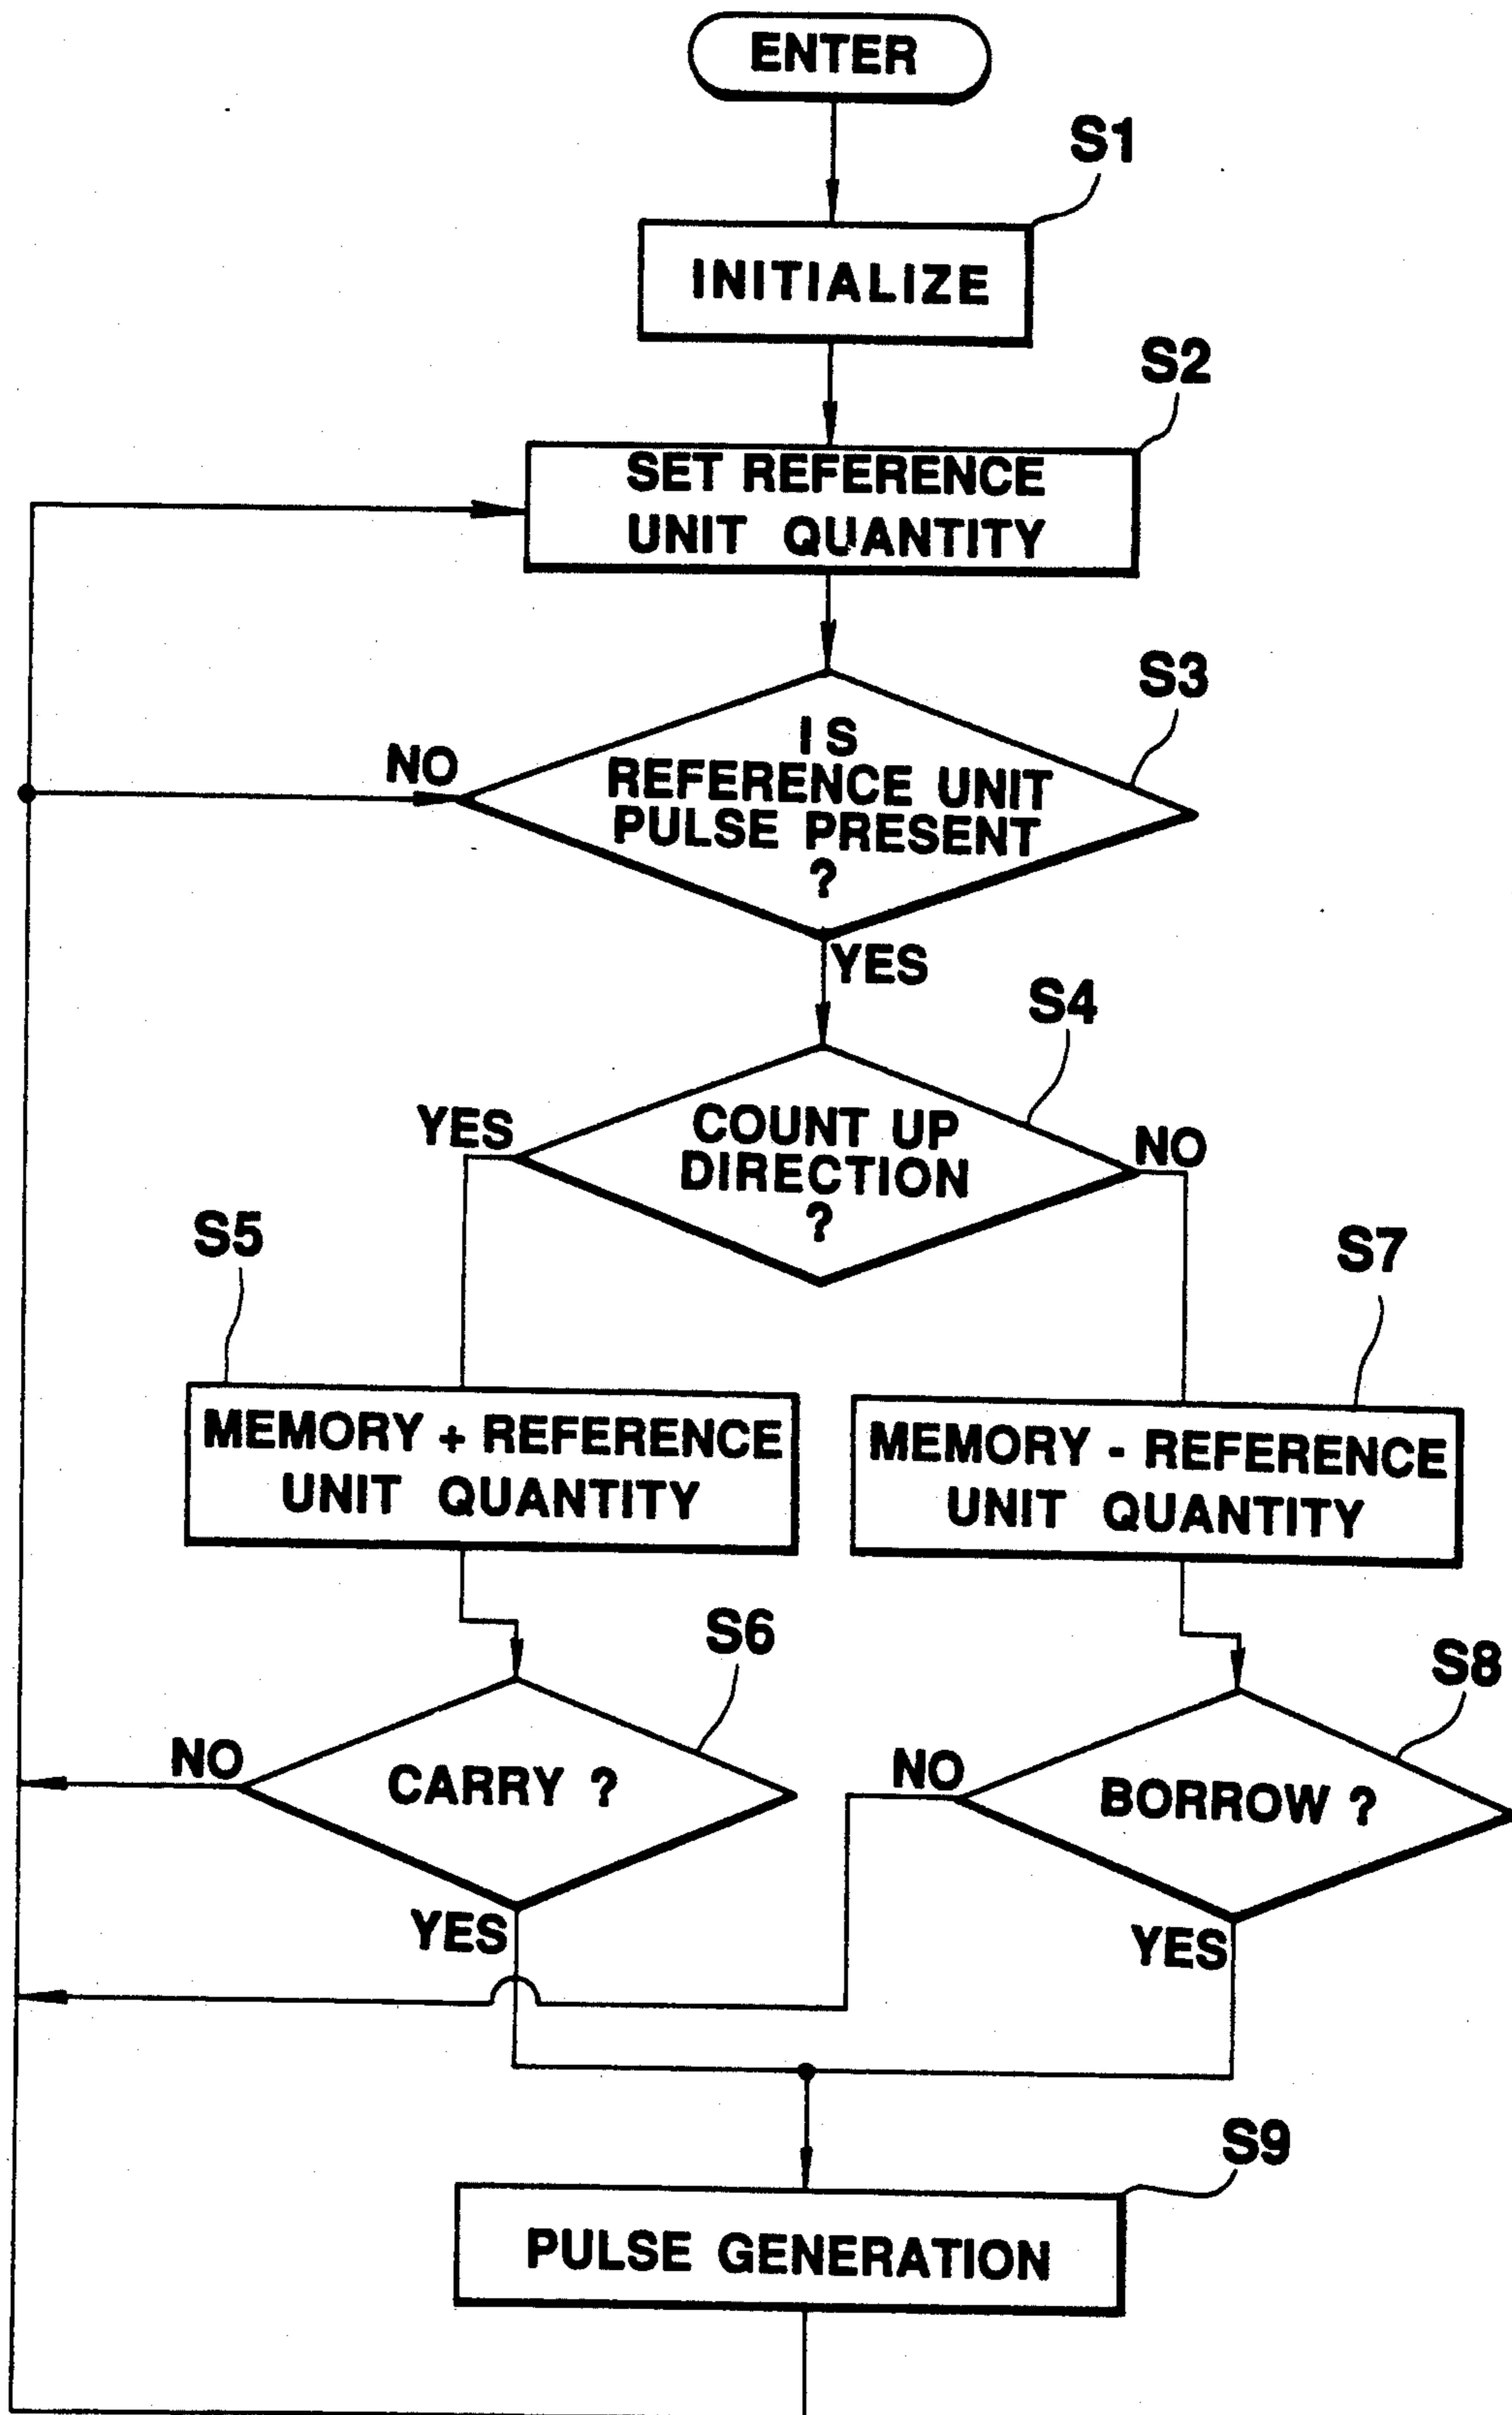 ENTER
S1
INITIALIZE
S2
SET REFERENCE
UNIT QUANTITY
S3
IS
REFERENCE UNIT
PULSE PRESENT
?
NO
YES
S4
COUNT UP
DIRECTION
?
YES
NO
S5
S7
MEMORY + REFERENCE
UNIT QUANTITY
MEMORY - REFERENCE
UNIT QUANTITY
S6
S8
NO
CARRY ?
NO
BORROW ?
YES
YES
S9
PULSE GENERATION